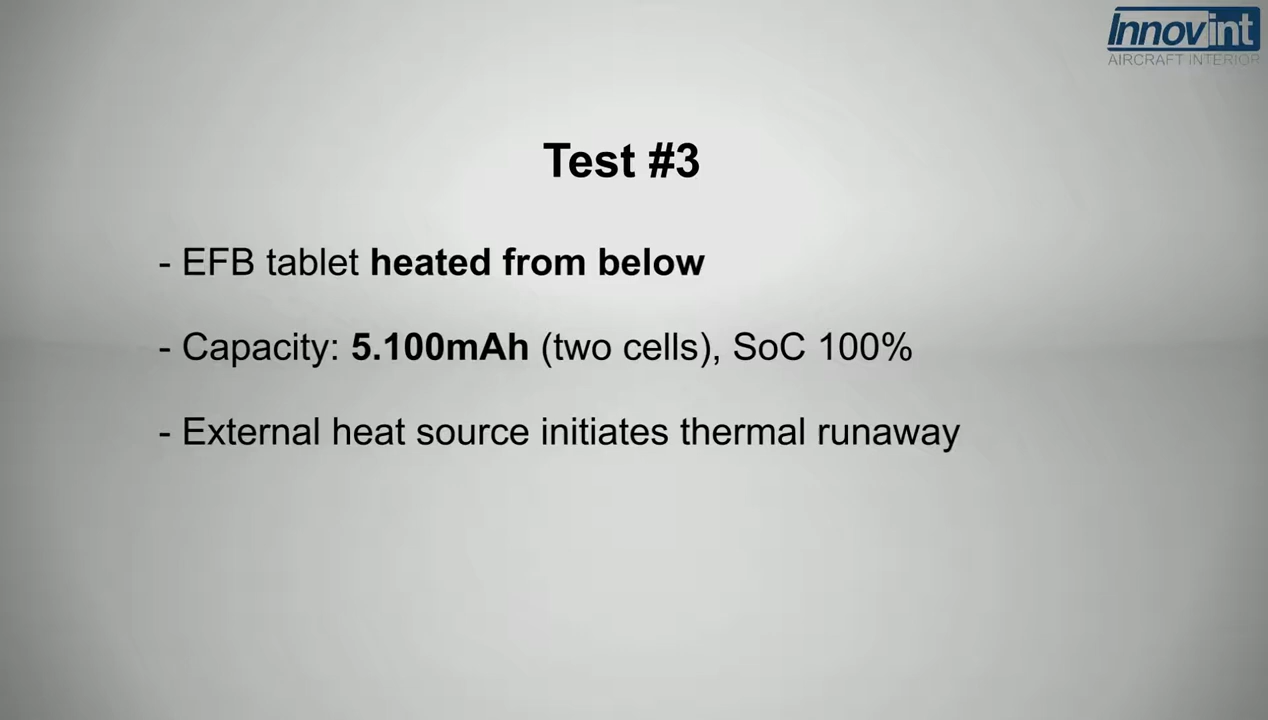 Innovint
AIRCRAFT INTERIOR
Test #3
- EFB tablet heated from below
- Capacity: 5.100mAh (two cells), SoC 100%
- External heat source initiates thermal runaway